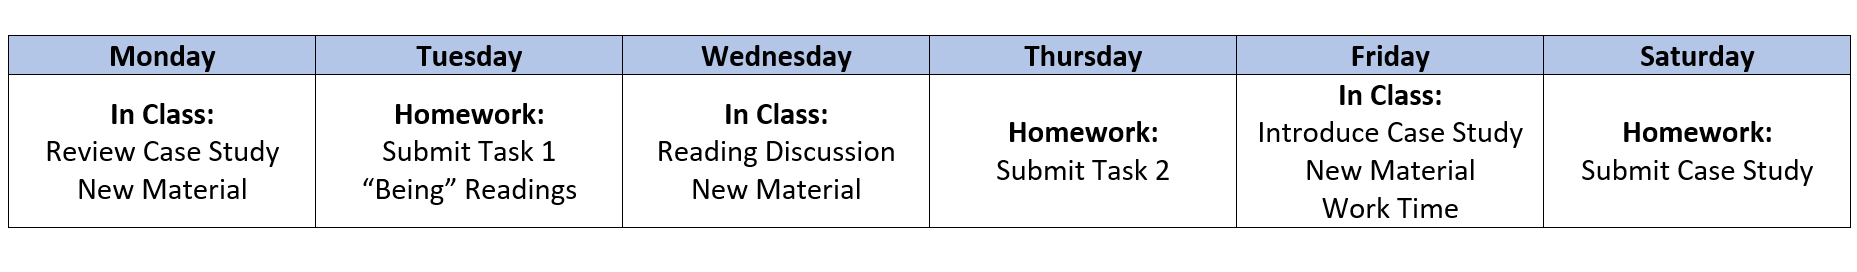 Monday
Tuesday
Wednesday
Thursday
Friday
Saturday
In Class:
Review Case Study
New Material
Homework:
Submit Task 1
“Being” Readings
In Class:
Reading Discussion
New Material
Homework:
Submit Task 2
In Class:
Introduce Case Study
New Material
Work Time
Homework:
Submit Case Study